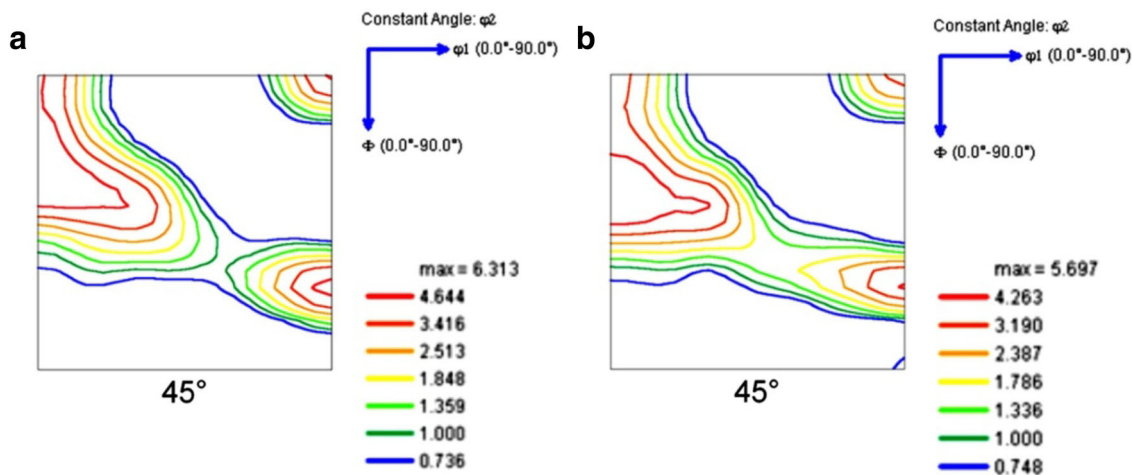 a
Constant Angle: φ2
φ1 (0.0°-90.0°)
Φ (0.0°-90.0°)
max = 6.313
4.644
3.416
2.513
1.848
1.359
1.000
0.736
45°
b
Constant Angle: φ2
φ1 (0.0°-90.0°)
Φ (0.0°-90.0°)
max = 5.697
4.263
3.190
2.387
1.786
1.336
1.000
0.748
45°